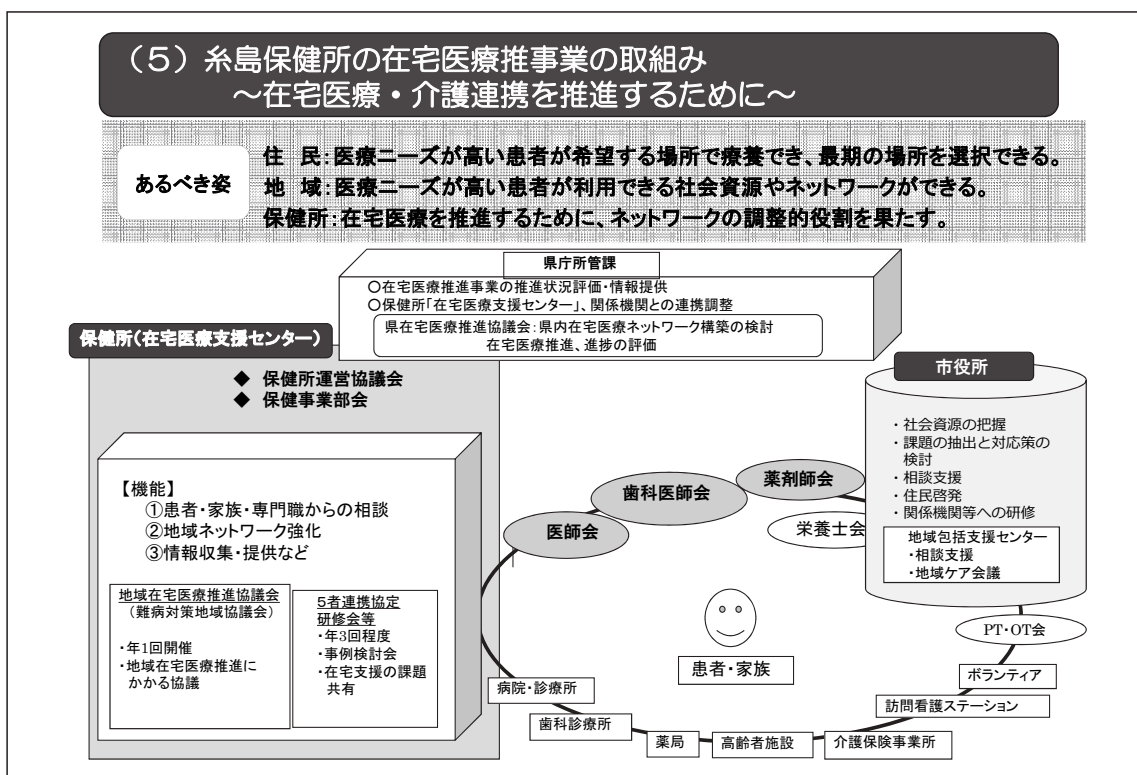 （５）糸島保健所の在宅医療推事業の取組み
～在宅医療・介護連携を推進するために～
あるべき姿
住 民：医療ニーズが高い患者が希望する場所で療養でき、最期の場所を選択できる。
地 域：医療ニーズが高い患者が利用できる社会資源やネットワークができる。
保健所：在宅医療を推進するために、ネットワークの調整的役割を果たす。
県庁所管課
○在宅医療推進事業の推進状況評価・情報提供
○保健所「在宅医療支援センター」、関係機関との連携調整
県在宅医療推進協議会：県内在宅医療ネットワーク構築の検討
在宅医療推進、進捗の評価
保健所（在宅医療支援センター）
◆ 保健所運営協議会
◆ 保健事業部会
【機能】
①患者・家族・専門職からの相談
②地域ネットワーク強化
③情報収集・提供など
地域在宅医療推進協議会
（難病対策地域協議会）
・年1回開催
・地域在宅医療推進に
かかる協議
５者連携協定
研修会等
・年3回程度
・事例検討会
・在宅支援の課題
共有
市役所
・社会資源の把握
・課題の抽出と対応策の
検討
・相談支援
・住民啓発
・関係機関等への研修
地域包括支援センター
・相談支援
・地域ケア会議
医師会
歯科医師会
薬剤師会
栄養士会
PT・OT会
ボランティア
訪問看護ステーション
介護保険事業所
高齢者施設
薬局
歯科診療所
病院・診療所
患者・家族